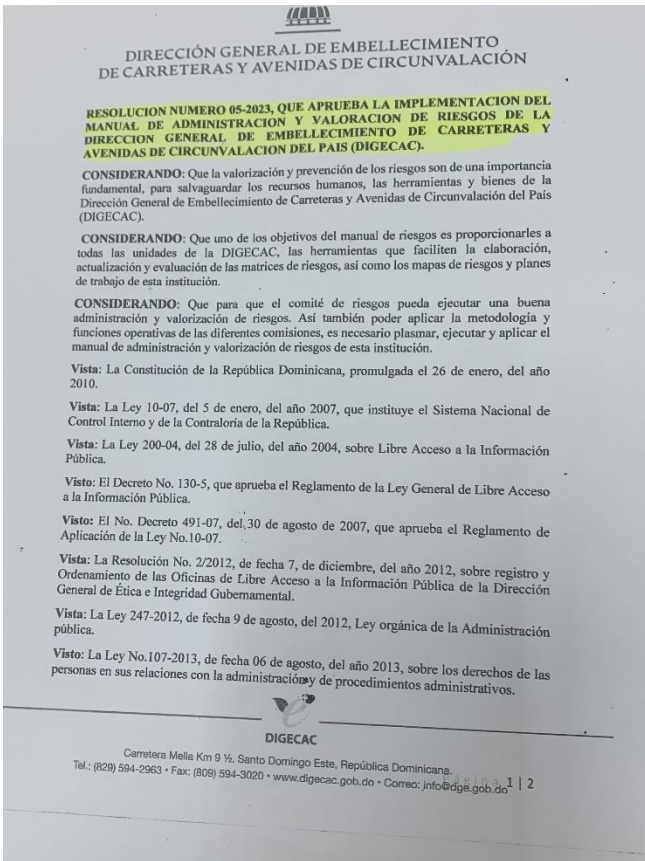 DIRECCIÓN GENERAL DE EMBELLECIMIENTO
DE CARRETERAS Y AVENIDAS DE CIRCUNVALACIÓN
RESOLUCION NUMERO 05-2023, QUE APRUEBA LA IMPLEMENTACION DEL
MANUAL DE ADMINISTRACION Y VALORACION DE RIESGOS DE LA
DIRECCION GENERAL DE EMBELLECIMIENTO DE CARRETERAS Y
AVENIDAS DE CIRCUNVALACION DEL PAIS (DIGECAC).
CONSIDERANDO: Que la valorización y prevención de los riesgos son de una importancia
fundamental, para salvaguardar los recursos humanos, las herramientas y bienes de la
Dirección General de Embellecimiento de Carreteras y Avenidas de Circunvalación del País
(DIGECAC).
CONSIDERANDO: Que uno de los objetivos del manual de riesgos es proporcionarles a
todas las unidades de la DIGECAC, las herramientas que faciliten la elaboración,
actualización y evaluación de las matrices de riesgos, así como los mapas de riesgos y planes
de trabajo de esta institución.
CONSIDERANDO: Que para que el comité de riesgos pueda ejecutar una buena
administración y valorización de riesgos. Así también poder aplicar la metodología y
funciones operativas de las diferentes comisiones, es necesario plasmar, ejecutar y aplicar el
manual de administración y valorización de riesgos de esta institución.
Vista: La Constitución de la República Dominicana, promulgada el 26 de enero, del año
2010.
Vista: La Ley 10-07, del 5 de enero, del año 2007, que instituye el Sistema Nacional de
Control Interno y de la Contraloría de la República.
Vista: La Ley 200-04, del 28 de julio, del año 2004, sobre Libre Acceso a la Información
Pública.
Visto: El Decreto No. 130-5, que aprueba el Reglamento de la Ley General de Libre Acceso
a la Información Pública.
Visto: El No. Decreto 491-07, del 30 de agosto de 2007, que aprueba el Reglamento de
Aplicación de la Ley No.10-07.
Vista: La Resolución No. 2/2012, de fecha 7, de diciembre, del año 2012, sobre registro y
Ordenamiento de las Oficinas de Libre Acceso a la Información Pública de la Dirección
General de Ética e Integridad Gubernamental.
Vista: La Ley 247-2012, de fecha 9 de agosto, del 2012, Ley orgánica de la Administración
pública.
Visto: La Ley No.107-2013, de fecha 06 de agosto, del año 2013, sobre los derechos de las
personas en sus relaciones con la administración y de procedimientos administrativos.
DIGECAC
Carretera Mella Km 9 ½. Santo Domingo Este, República Dominicana.
Tel.: (829) 594-2963 • Fax: (809) 594-3020 • www.digecac.gob.do • Correo: info@dge.gob.do
Página 1 | 2